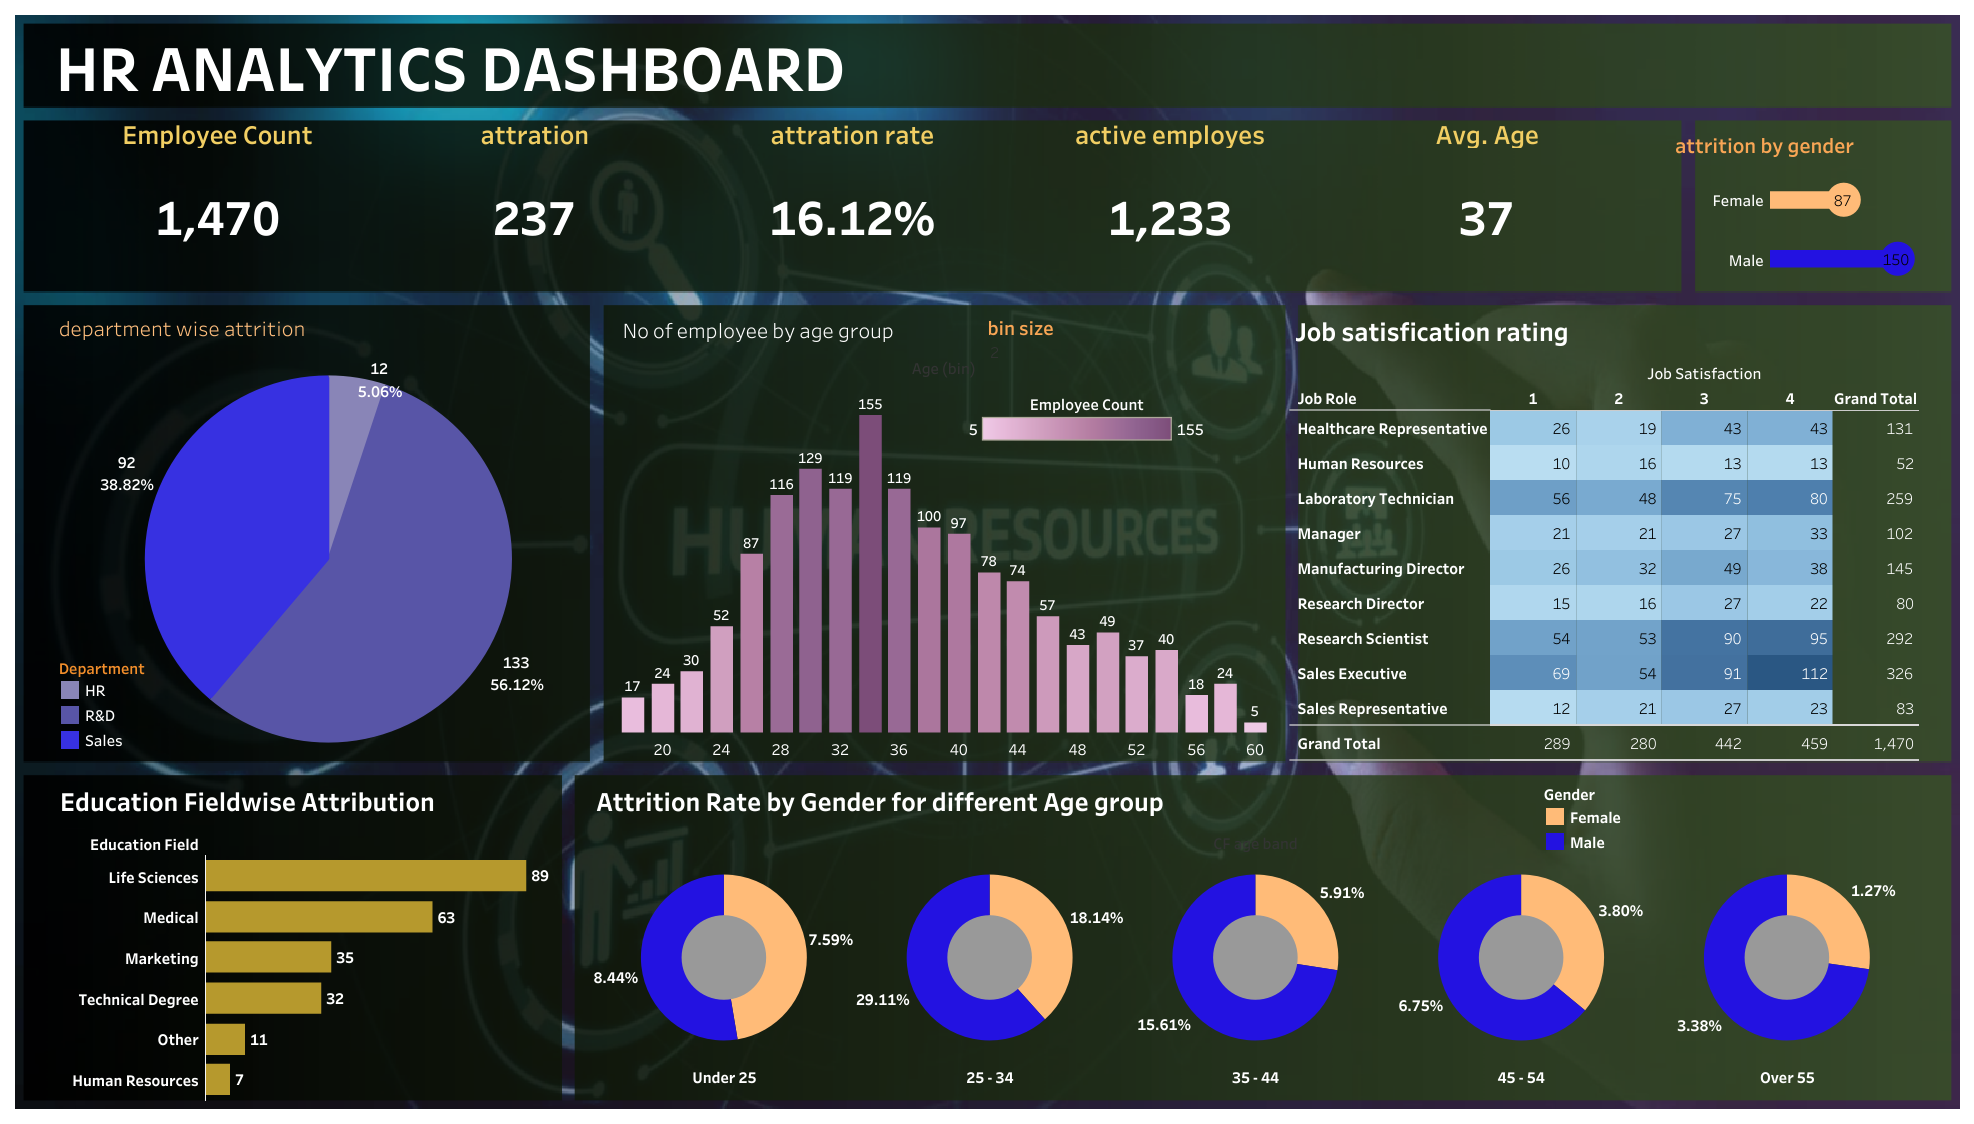 HR ANALYTICS DASHBOARD
Employee Count
attration
attration rate
active employes
Avg. Age
1,470
237
16.12%
1,233
37
attrition by gender
Female 87
Male 150
department wise attrition
12
5.06%
92
38.82%
133
56.12%
Department
HR
R&D
Sales
No of employee by age group
bin size
2
Age (bin)
Employee Count
5 155
17 24 30 52 87 116 129 119 155 119 100 97 78 74 57 43 49 37 40 18 24 5
20 24 28 32 36 40 44 48 52 56 60
HUMAN RESOURCES
Job satisfication rating
Job Satisfaction
Job Role 1 2 3 4 Grand Total
Healthcare Representative 26 19 43 43 131
Human Resources 10 16 13 13 52
Laboratory Technician 56 48 75 80 259
Manager 21 21 27 33 102
Manufacturing Director 26 32 49 38 145
Research Director 15 16 27 22 80
Research Scientist 54 53 90 95 292
Sales Executive 69 54 91 112 326
Sales Representative 12 21 27 23 83
Grand Total 289 280 442 459 1,470
Education Fieldwise Attribution
Education Field
Life Sciences 89
Medical 63
Marketing 35
Technical Degree 32
Other 11
Human Resources 7
Attrition Rate by Gender for different Age group
Gender
Female
Male
CF age band
7.59%
8.44%
18.14%
29.11%
5.91%
15.61%
3.80%
6.75%
1.27%
3.38%
Under 25
25 - 34
35 - 44
45 - 54
Over 55